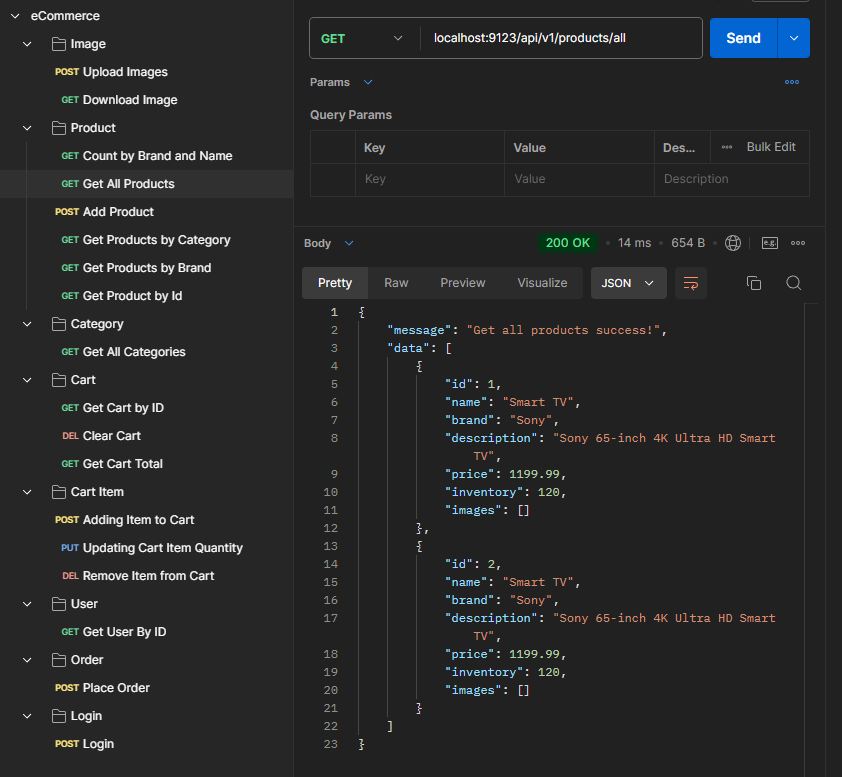 eCommerce
Image
POST Upload Images
GET Download Image
Product
GET Count by Brand and Name
GET Get All Products
POST Add Product
GET Get Products by Category
GET Get Products by Brand
GET Get Product by Id
Category
GET Get All Categories
Cart
GET Get Cart by ID
DEL Clear Cart
GET Get Cart Total
Cart Item
POST Adding Item to Cart
PUT Updating Cart Item Quantity
DEL Remove Item from Cart
User
GET Get User By ID
Order
POST Place Order
Login
POST Login
GET localhost:9123/api/v1/products/all Send
Params
Query Params
Key Value Des... Bulk Edit
Key Value Description
Body 200 OK • 14 ms • 654 B • e.g.
Pretty Raw Preview Visualize JSON
1 {
2 "message": "Get all products success!",
3 "data": [
4 {
5 "id": 1,
6 "name": "Smart TV",
7 "brand": "Sony",
8 "description": "Sony 65-inch 4K Ultra HD Smart
TV",
9 "price": 1199.99,
10 "inventory": 120,
11 "images": []
12 },
13 {
14 "id": 2,
15 "name": "Smart TV",
16 "brand": "Sony",
17 "description": "Sony 65-inch 4K Ultra HD Smart
TV",
18 "price": 1199.99,
19 "inventory": 120,
20 "images": []
21 }
22 ]
23 }